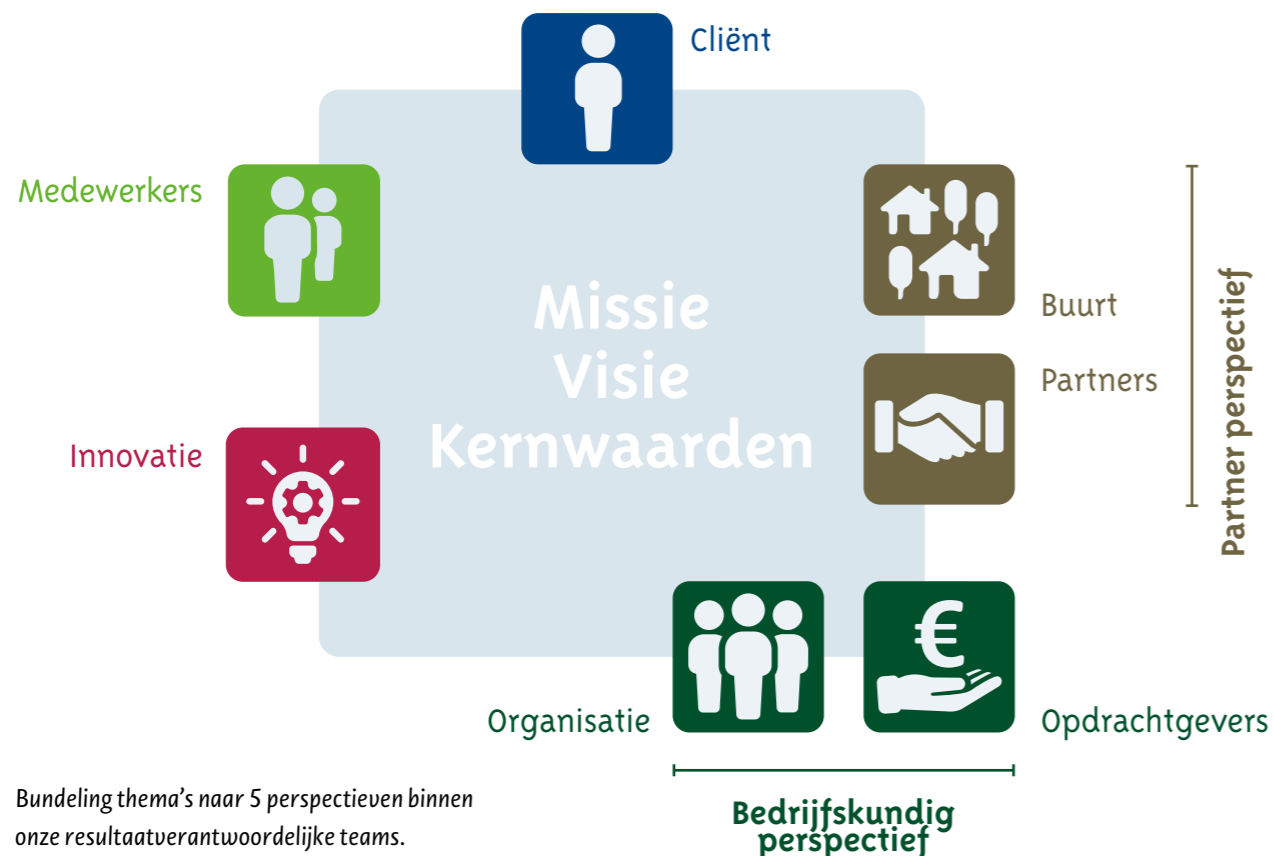 Cliënt
Medewerkers
Missie
Visie
Kernwaarden
Buurt
Partners
Partner perspectief
Innovatie
€
Organisatie
Opdrachtgevers
Bundeling thema's naar 5 perspectieven binnen
onze resultaatverantwoordelijke teams.
Bedrijfskundig
perspectief